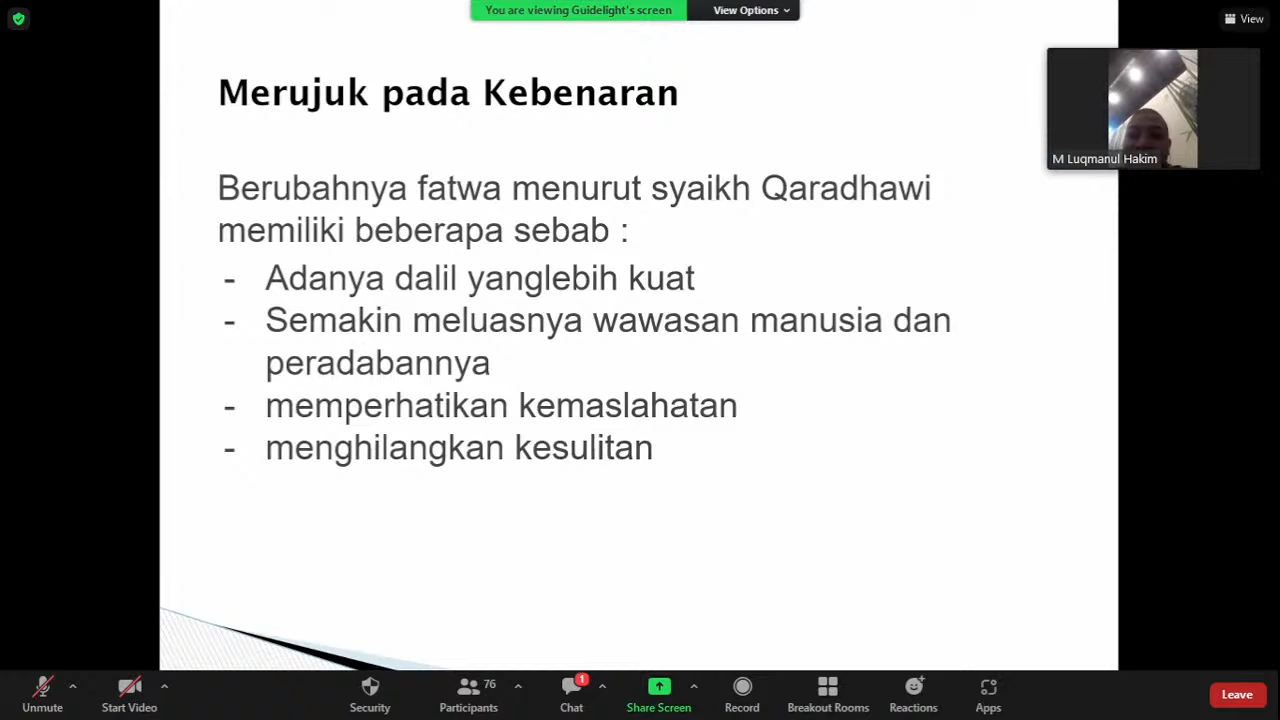 You are viewing Guidelight's screen
View Options
View
Merujuk pada Kebenaran
M Luqmanul Hakim
Berubahnya fatwa menurut syaikh Qaradhawi
memiliki beberapa sebab :
- Adanya dalil yanglebih kuat
- Semakin meluasnya wawasan manusia dan
peradabannya
- memperhatikan kemaslahatan
- menghilangkan kesulitan
76
1
Unmute
Start Video
Security
Participants
Chat
Share Screen
Record
Breakout Rooms
Reactions
Apps
Leave